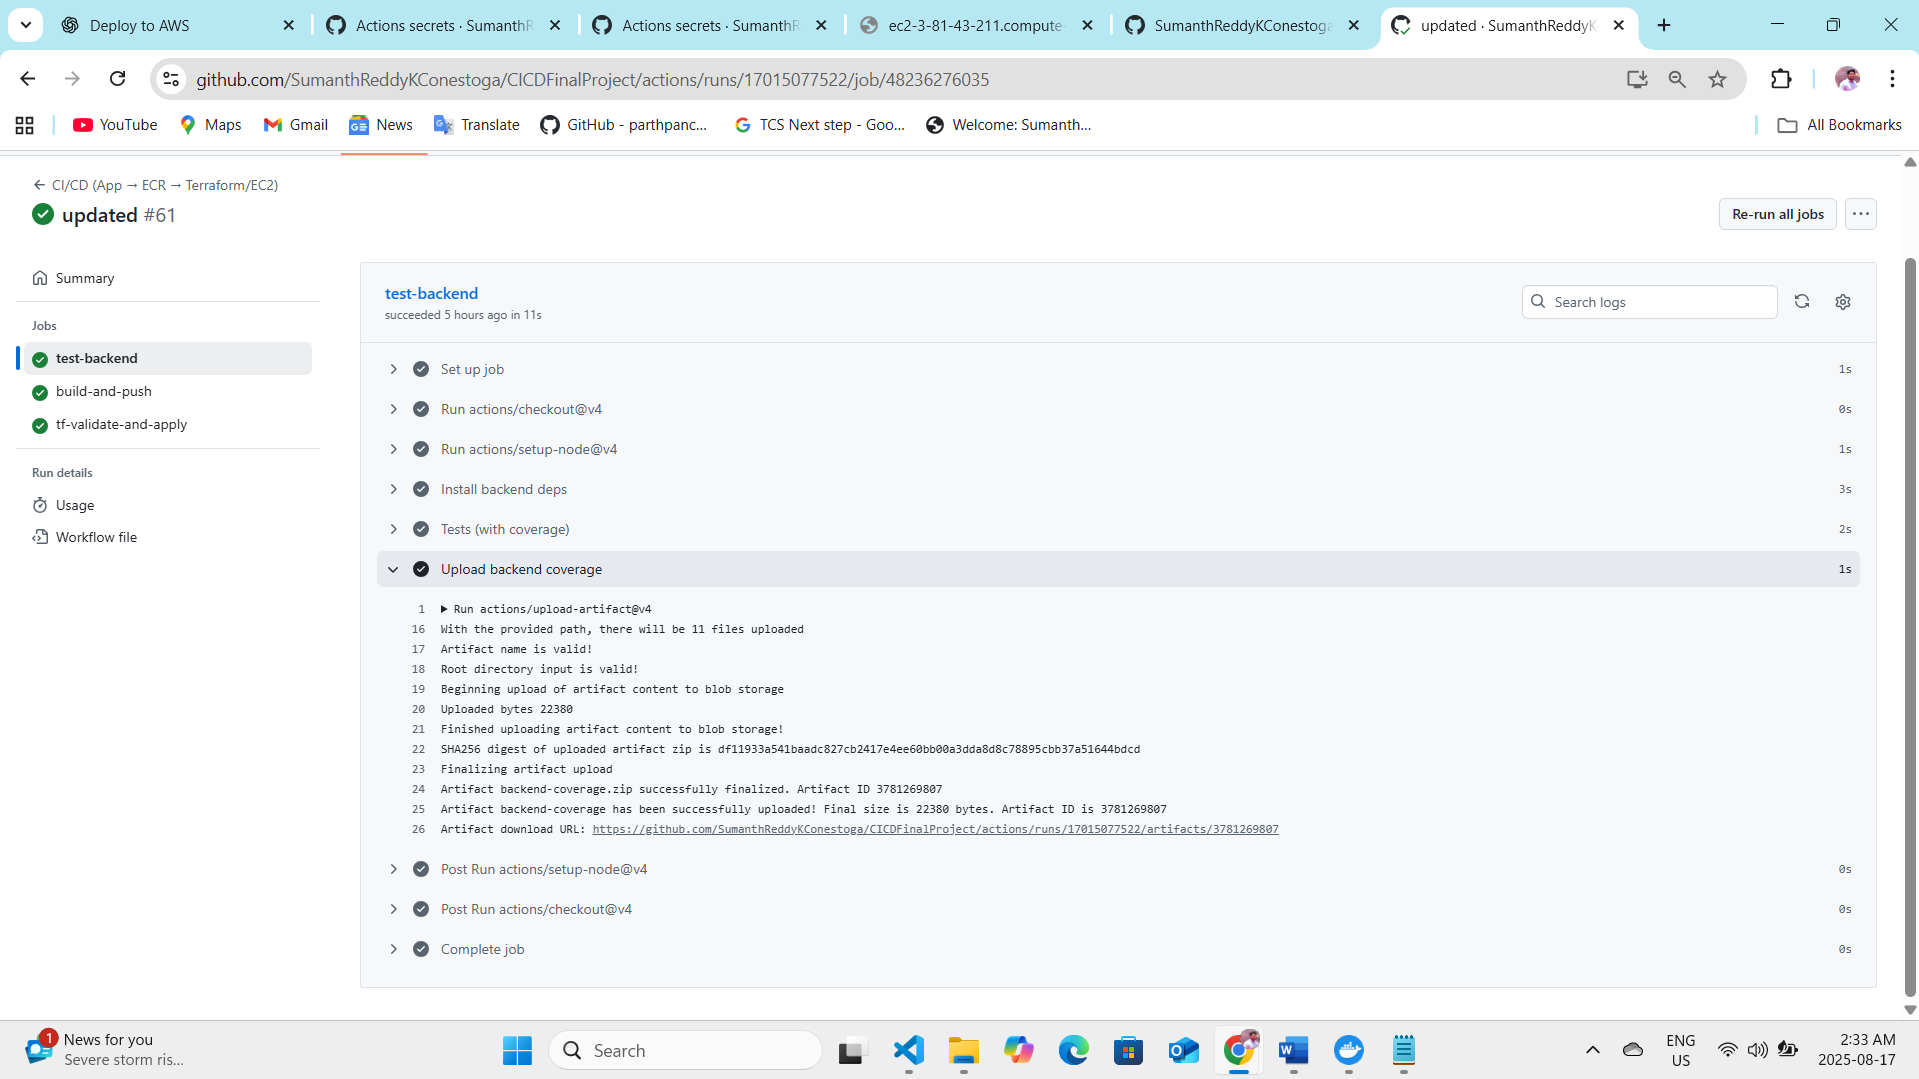 Deploy to AWS
Actions secrets · SumanthR
Actions secrets · SumanthR
ec2-3-81-43-211.compute-
SumanthReddyKConestoga
updated · SumanthReddyK
github.com/SumanthReddyKConestoga/CICDFinalProject/actions/runs/17015077522/job/48236276035
YouTube
Maps
Gmail
News
Translate
GitHub - parthpanc...
TCS Next step - Goo...
Welcome: Sumanth...
All Bookmarks
CI/CD (App → ECR → Terraform/EC2)
updated #61
Re-run all jobs
Summary
Jobs
test-backend
build-and-push
tf-validate-and-apply
Run details
Usage
Workflow file
test-backend
succeeded 5 hours ago in 11s
Search logs
Set up job 1s
Run actions/checkout@v4 0s
Run actions/setup-node@v4 1s
Install backend deps 3s
Tests (with coverage) 2s
Upload backend coverage 1s
1 ▶ Run actions/upload-artifact@v4
16 With the provided path, there will be 11 files uploaded
17 Artifact name is valid!
18 Root directory input is valid!
19 Beginning upload of artifact content to blob storage
20 Uploaded bytes 22380
21 Finished uploading artifact content to blob storage!
22 SHA256 digest of uploaded artifact zip is df11933a541baadc827cb2417e4ee60bb00a3dda8d8c78895cbb37a51644bdcd
23 Finalizing artifact upload
24 Artifact backend-coverage.zip successfully finalized. Artifact ID 3781269807
25 Artifact backend-coverage has been successfully uploaded! Final size is 22380 bytes. Artifact ID is 3781269807
26 Artifact download URL: https://github.com/SumanthReddyKConestoga/CICDFinalProject/actions/runs/17015077522/artifacts/3781269807
Post Run actions/setup-node@v4 0s
Post Run actions/checkout@v4 0s
Complete job 0s
1
News for you
Severe storm ris...
Search
ENG
US
2:33 AM
2025-08-17